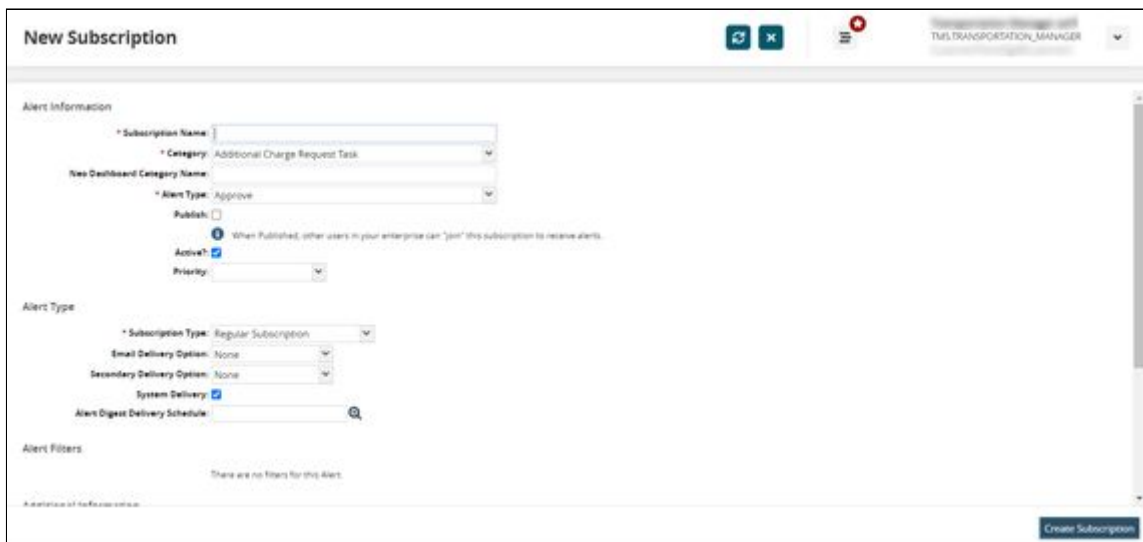 New Subscription
TMS.TRANSPORTATION_MANAGER
Alert Information
* Subscription Name:
* Category: Additional Charge Request Task
Neo Dashboard Category Name:
* Alert Type: Approve
Publish:
When Published, other users in your enterprise can "join" this subscription to receive alerts.
Active?:
Priority:
Alert Type
* Subscription Type: Regular Subscription
Email Delivery Option: None
Secondary Delivery Option: None
System Delivery:
Alert Digest Delivery Schedule:
Alert Filters
There are no filters for this Alert.
Additional Information
Create Subscription